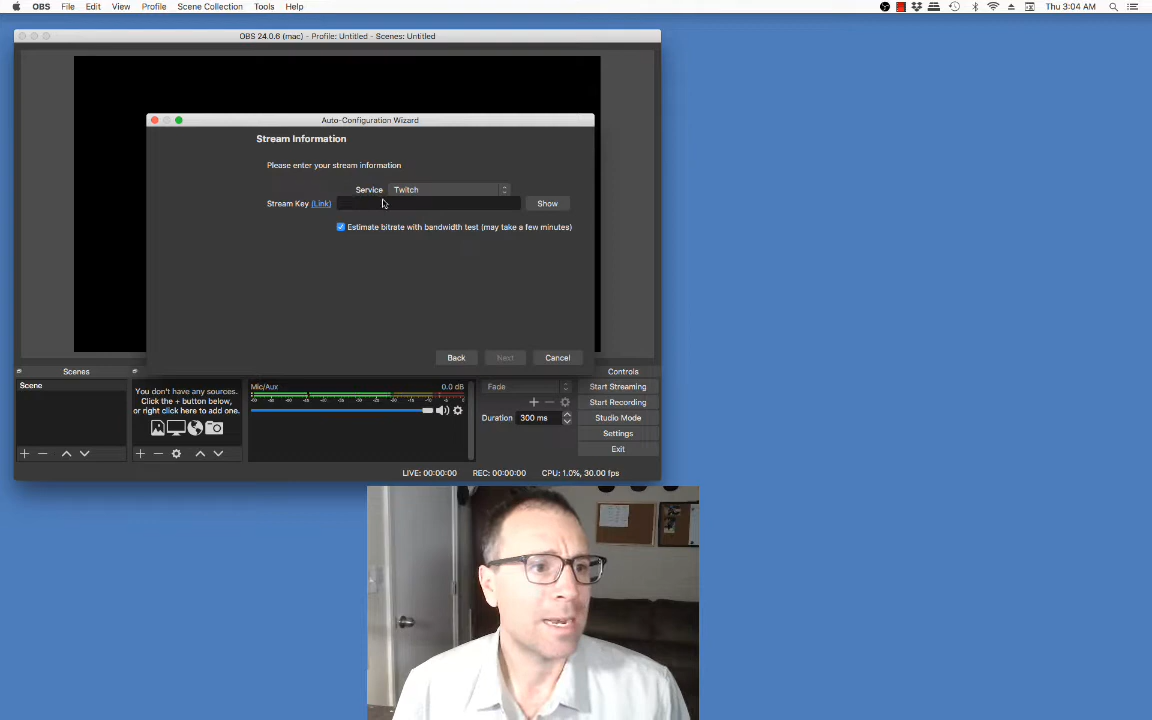 OBS File Edit View Profile Scene Collection Tools Help Thu 3:04 AM
OBS 24.0.6 (mac) - Profile: Untitled - Scenes: Untitled
Auto-Configuration Wizard
Stream Information
Please enter your stream information
Service Twitch
Stream Key (Link) Show
Estimate bitrate with bandwidth test (may take a few minutes)
Back Next Cancel
Scenes Controls
Scene
You don't have any sources.
Click the + button below,
or right click here to add one.
Mic/Aux 0.0 dB
Fade
Duration 300 ms
Start Streaming
Start Recording
Studio Mode
Settings
Exit
LIVE: 00:00:00 REC: 00:00:00 CPU: 1.0%, 30.00 fps